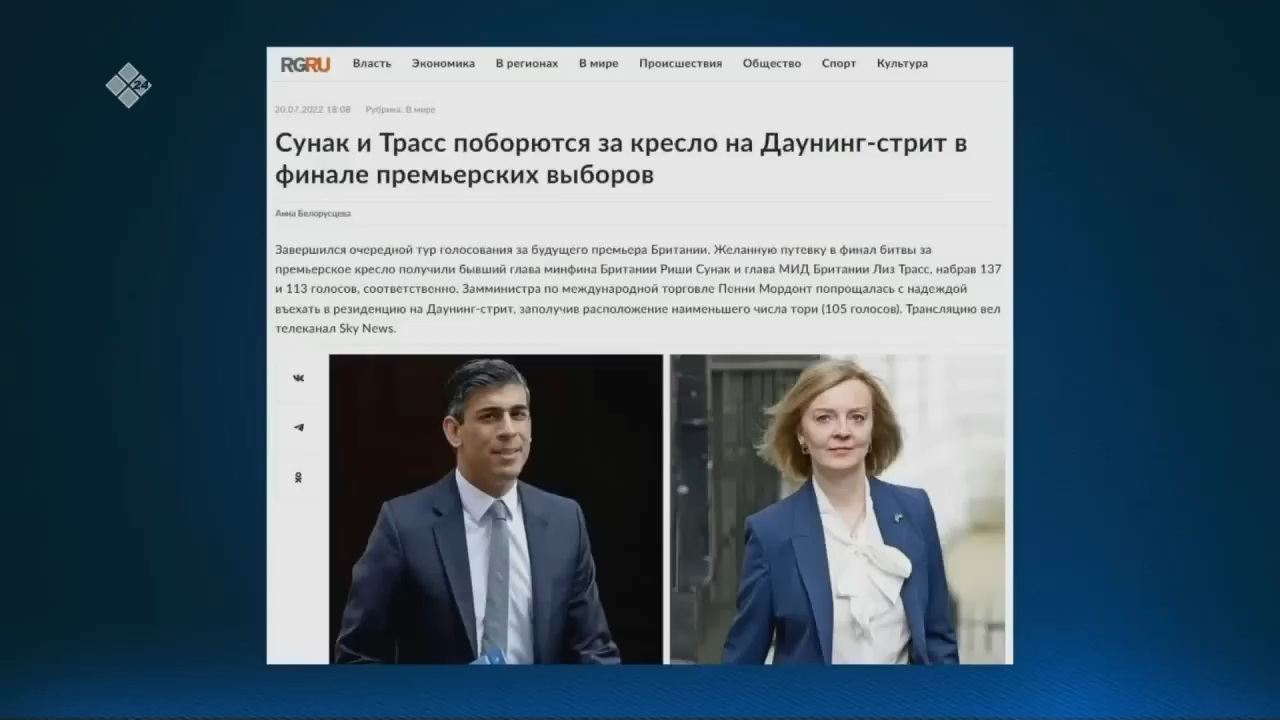 X24
RGRU Власть Экономика В регионах В мире Происшествия Общество Спорт Культура
20.07.2022 18:08 Рубрика: В мире
Сунак и Трасс поборются за кресло на Даунинг-стрит в
финале премьерских выборов
Анна Белорусцева
Завершился очередной тур голосования за будущего премьера Британии. Желанную путевку в финал битвы за
премьерское кресло получили бывший глава минфина Британии Риши Сунак и глава МИД Британии Лиз Трасс, набрав 137
и 113 голосов, соответственно. Замминистра по международной торговле Пенни Мордонт попрощалась с надеждой
въехать в резиденцию на Даунинг-стрит, заполучив расположение наименьшего числа тори (105 голосов). Трансляцию вел
телеканал Sky News.